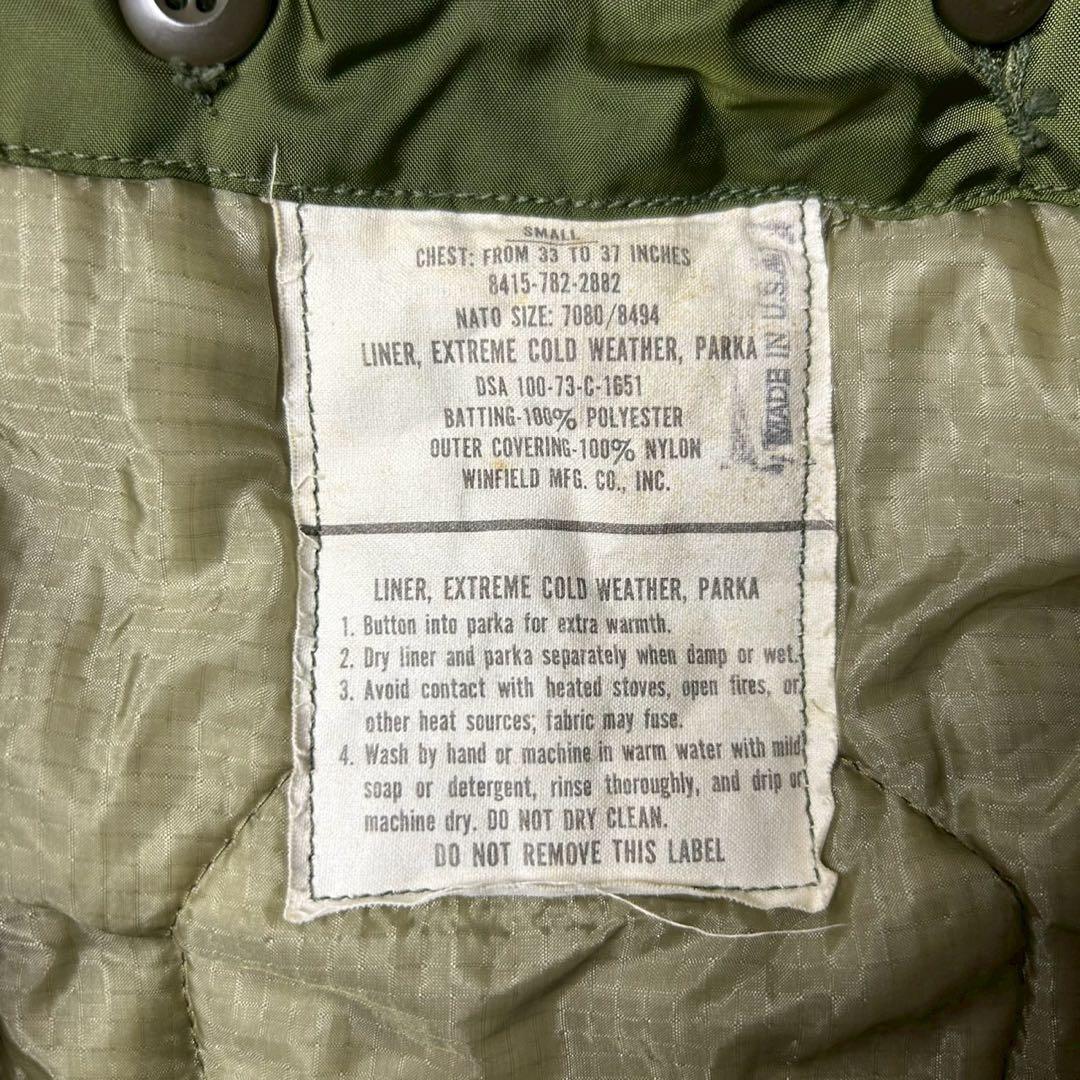 SMALL
CHEST: FROM 33 TO 37 INCHES
8415-782-2882
NATO SIZE: 7080/8494
LINER, EXTREME COLD WEATHER, PARKA
DSA 100-73-C-1651
BATTING-100% POLYESTER
OUTER COVERING-100% NYLON
WINFIELD MFG. CO., INC.
MADE IN U.S.A
LINER, EXTREME COLD WEATHER, PARKA
1. Button into parka for extra warmth.
2. Dry liner and parka separately when damp or wet.
3. Avoid contact with heated stoves, open fires, or
other heat sources; fabric may fuse.
4. Wash by hand or machine in warm water with mild
soap or detergent, rinse thoroughly, and drip or
machine dry. DO NOT DRY CLEAN.
DO NOT REMOVE THIS LABEL